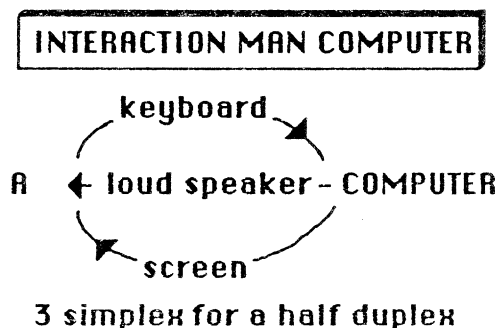 INTERACTION MAN COMPUTER
keyboard
A loud speaker - COMPUTER
screen
3 simplex for a half duplex